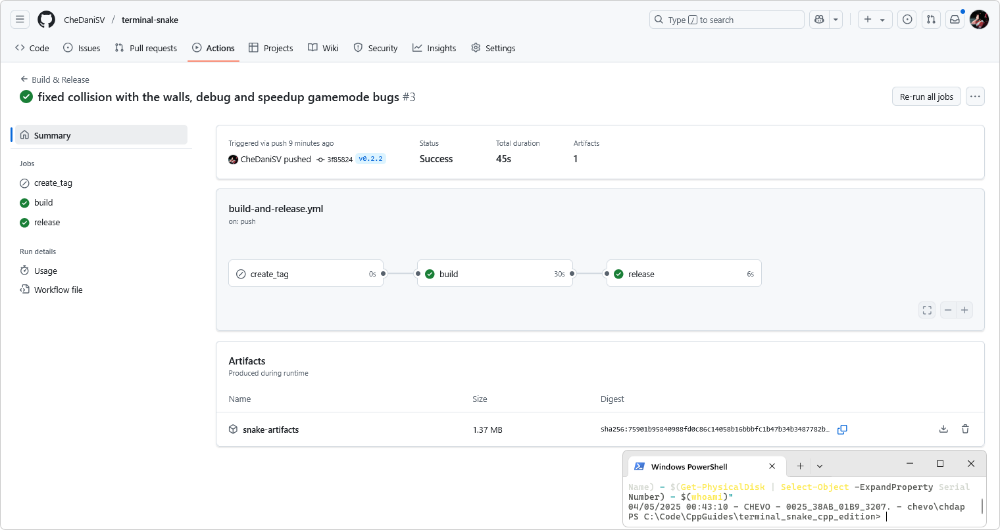 CheDaniSV / terminal-snake
Type / to search
Code Issues Pull requests Actions Projects Wiki Security Insights Settings
Build & Release
fixed collision with the walls, debug and speedup gamemode bugs #3
Re-run all jobs
Summary
Jobs
create_tag
build
release
Run details
Usage
Workflow file
Triggered via push 9 minutes ago
CheDaniSV pushed 3f85824 v0.2.2
Status
Success
Total duration
45s
Artifacts
1
build-and-release.yml
on: push
create_tag 0s
build 30s
release 6s
Artifacts
Produced during runtime
Name Size Digest
snake-artifacts 1.37 MB sha256:75901b95840988fd0c86c14058b16bbbfc1b47b34b3487782b…
Windows PowerShell
Name) - $(Get-PhysicalDisk | Select-Object -ExpandProperty Serial
Number) - $(whoami)"
04/05/2025 00:43:10 - CHEVO - 0025_38AB_01B9_3207. - chevo\chdap
PS C:\Code\CppGuides\terminal_snake_cpp_edition>